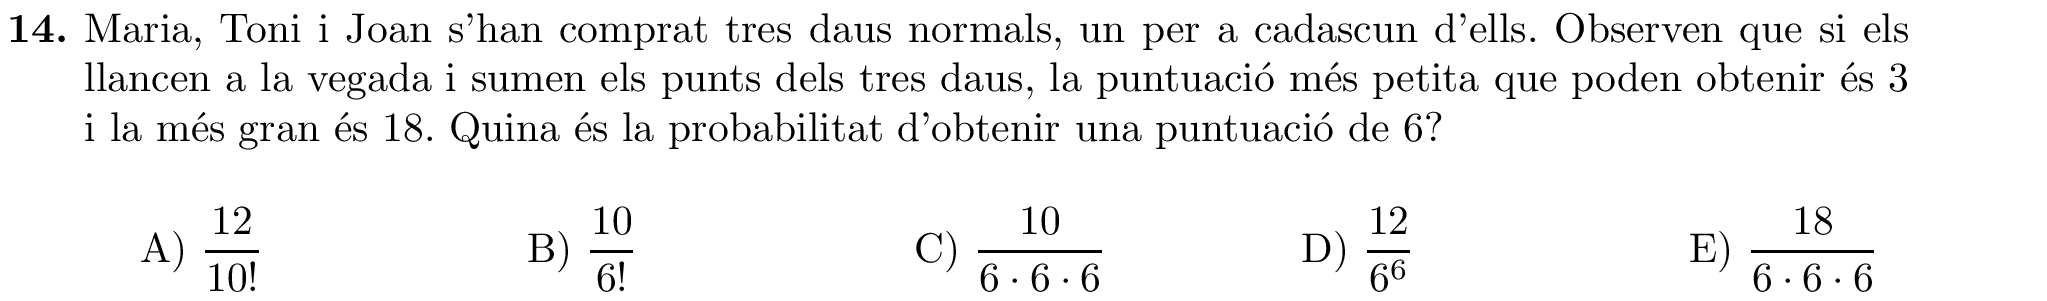 14. Maria, Toni i Joan s'han comprat tres daus normals, un per a cadascun d'ells. Observen que si els
llancen a la vegada i sumen els punts dels tres daus, la puntuació més petita que poden obtenir és 3
i la més gran és 18. Quina és la probabilitat d'obtenir una puntuació de 6?
A) 12/10! B) 10/6! C) 10/(6·6·6) D) 12/6⁶ E) 18/(6·6·6)